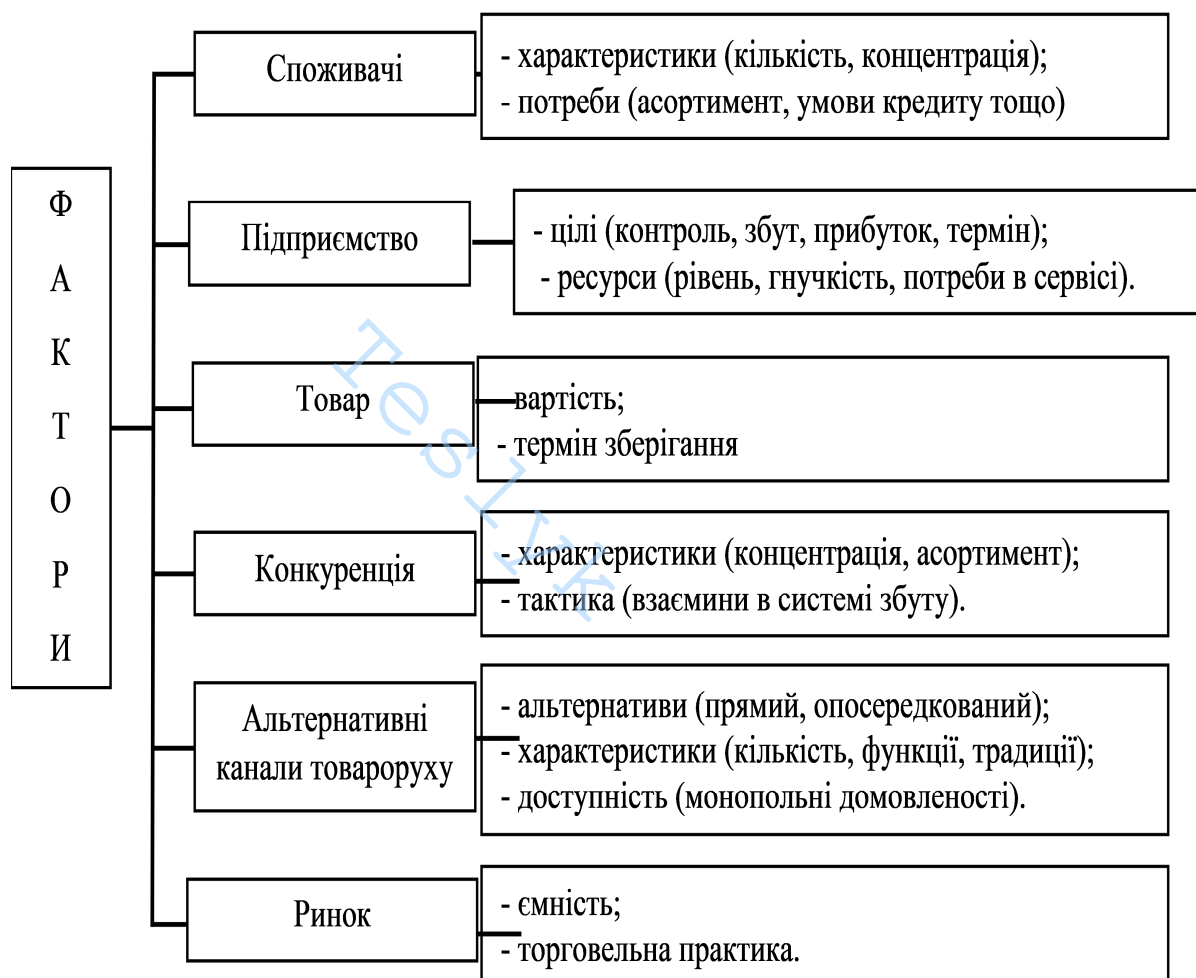 ФАКТОРИ
Споживачі
- характеристики (кількість, концентрація);
- потреби (асортимент, умови кредиту тощо)
Підприємство
- цілі (контроль, збут, прибуток, термін);
- ресурси (рівень, гнучкість, потреби в сервісі).
Товар
- вартість;
- термін зберігання
Конкуренція
- характеристики (концентрація, асортимент);
- тактика (взаємини в системі збуту).
Альтернативні
канали товароруху
- альтернативи (прямий, опосередкований);
- характеристики (кількість, функції, традиції);
- доступність (монопольні домовленості).
Ринок
- ємність;
- торговельна практика.
Teslyk